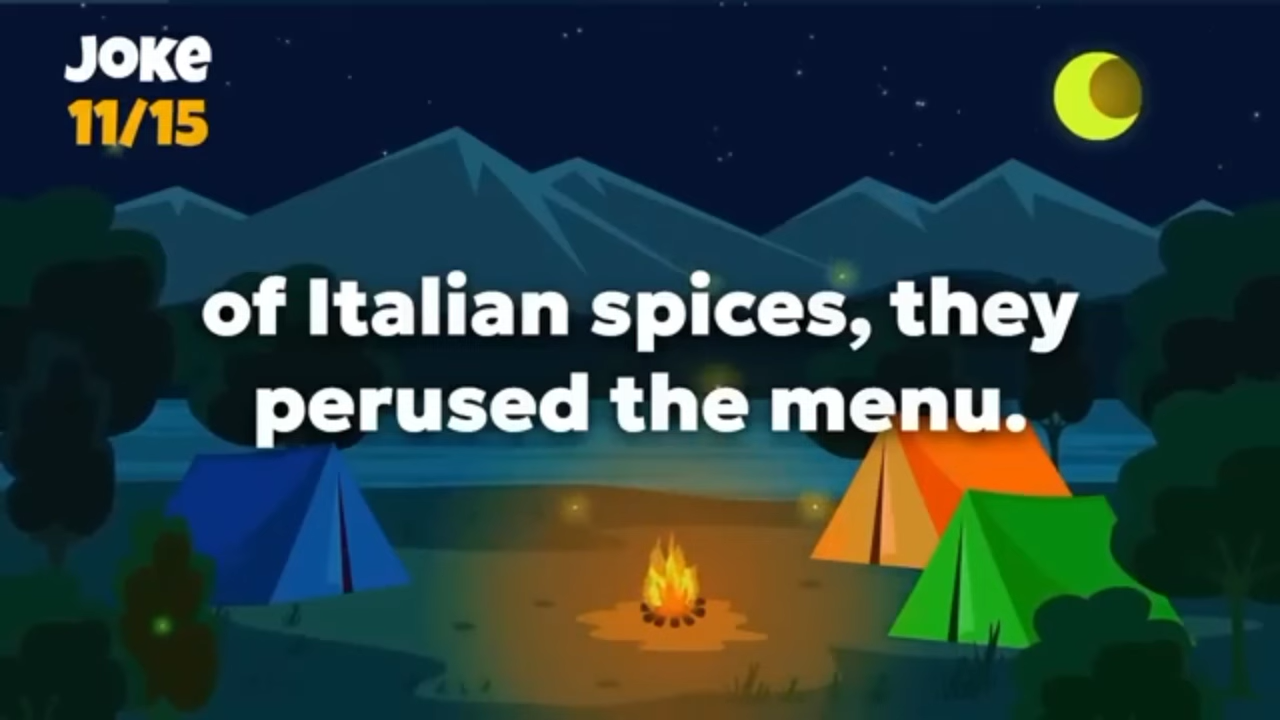 JOKe
11/15
of Italian spices, they
perused the menu.